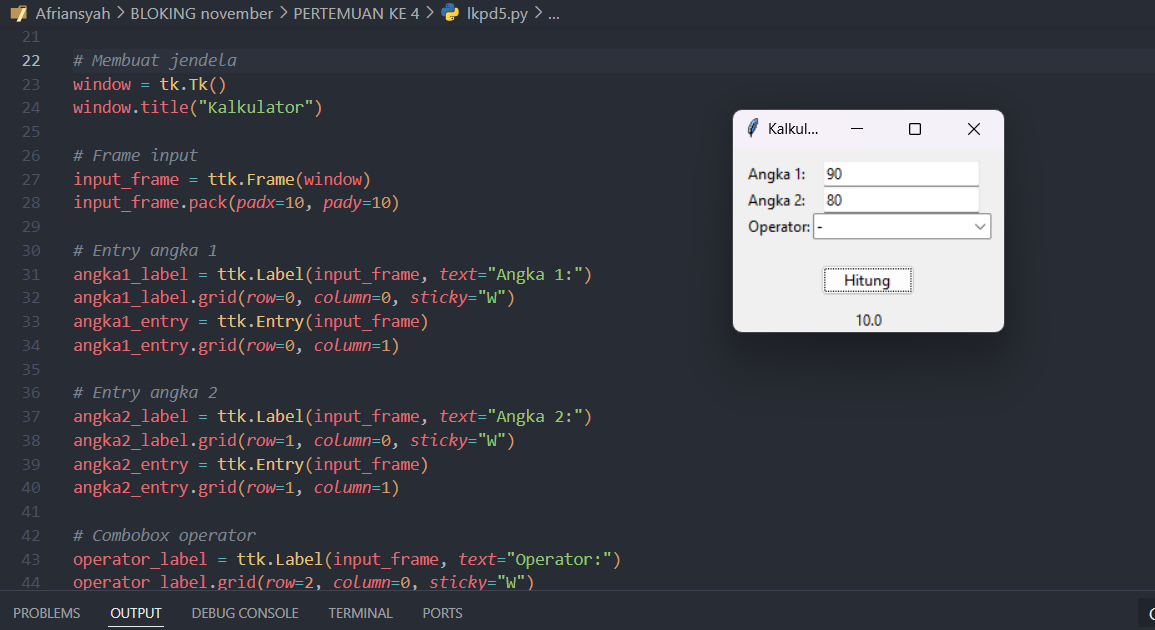 Afriansyah > BLOKING november > PERTEMUAN KE 4 > lkpd5.py > ...
21
22 # Membuat jendela
23 window = tk.Tk()
24 window.title("Kalkulator")
25
26 # Frame input
27 input_frame = ttk.Frame(window)
28 input_frame.pack(padx=10, pady=10)
29
30 # Entry angka 1
31 angka1_label = ttk.Label(input_frame, text="Angka 1:")
32 angka1_label.grid(row=0, column=0, sticky="W")
33 angka1_entry = ttk.Entry(input_frame)
34 angka1_entry.grid(row=0, column=1)
35
36 # Entry angka 2
37 angka2_label = ttk.Label(input_frame, text="Angka 2:")
38 angka2_label.grid(row=1, column=0, sticky="W")
39 angka2_entry = ttk.Entry(input_frame)
40 angka2_entry.grid(row=1, column=1)
41
42 # Combobox operator
43 operator_label = ttk.Label(input_frame, text="Operator:")
44 operator_label.grid(row=2, column=0, sticky="W")
Kalkul...
Angka 1: 90
Angka 2: 80
Operator: -
Hitung
10.0
PROBLEMS OUTPUT DEBUG CONSOLE TERMINAL PORTS